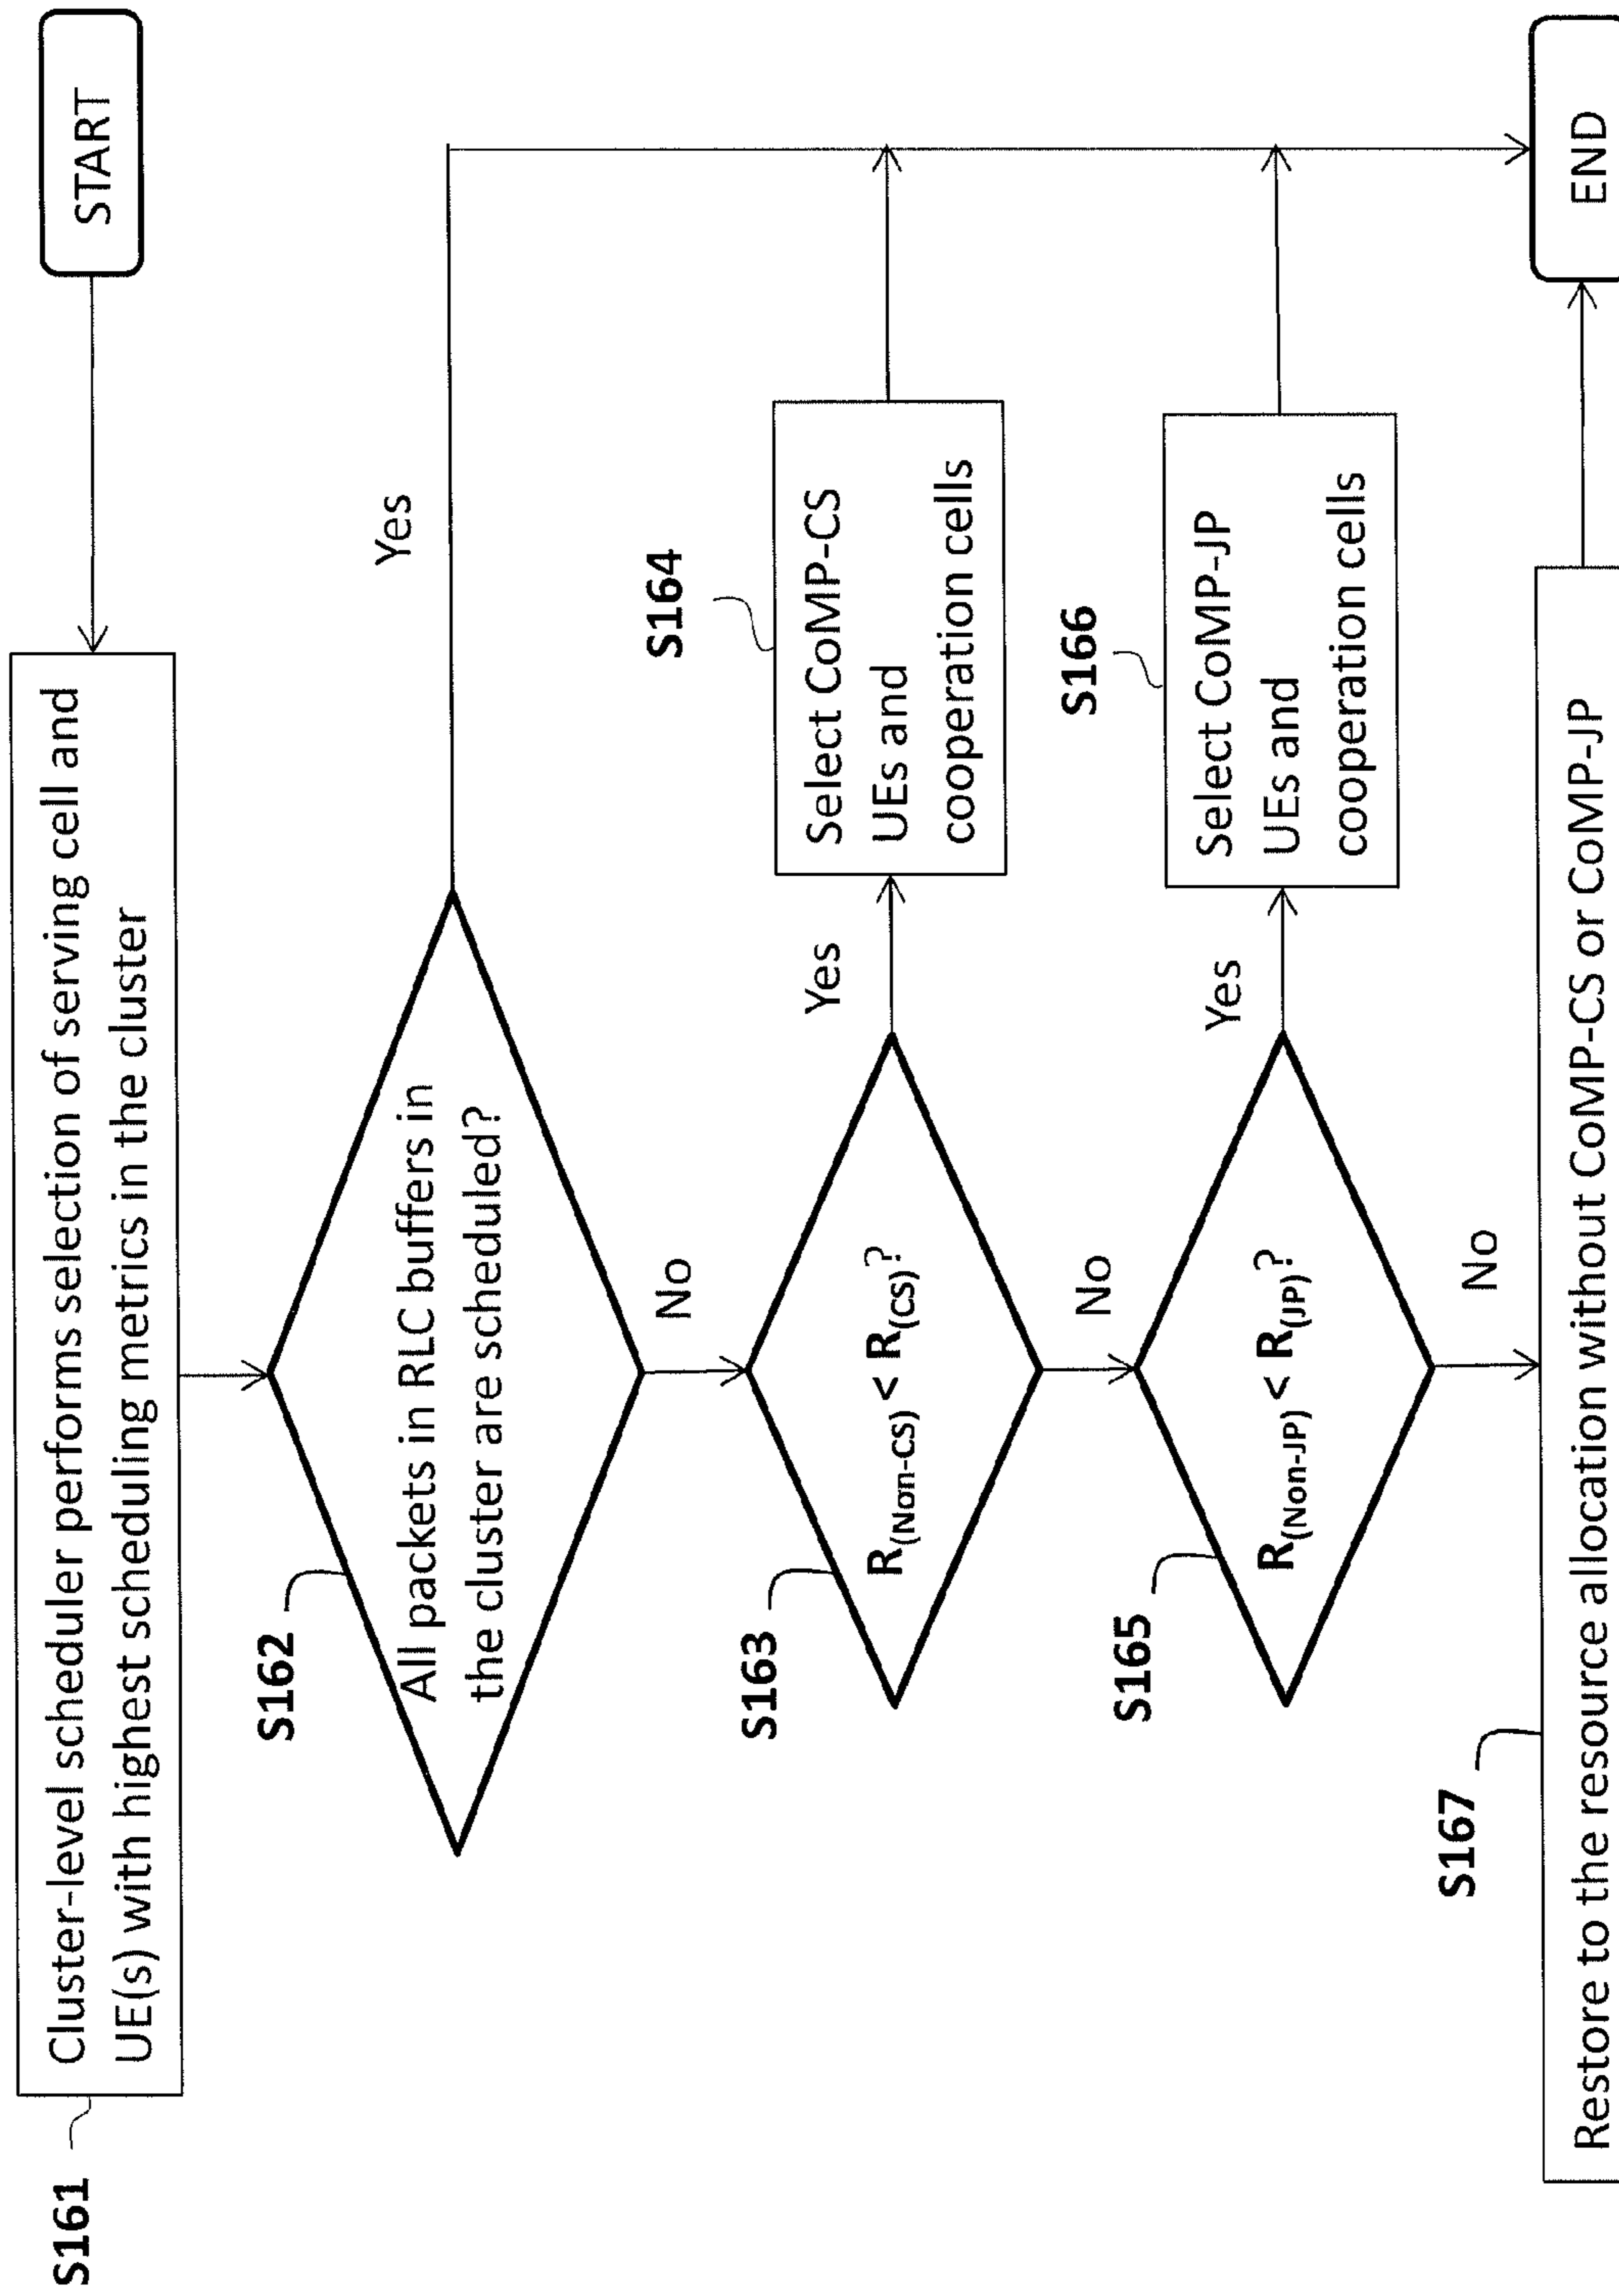 START
S161
Cluster-level scheduler performs selection of serving cell and
UE(s) with highest scheduling metrics in the cluster
S162
All packets in RLC buffers in
the cluster are scheduled?
Yes
No
S163
R(Non-CS) < R(CS)?
Yes
S164
Select CoMP-CS
UEs and
cooperation cells
No
S165
R(Non-JP) < R(JP)?
Yes
S166
Select CoMP-JP
UEs and
cooperation cells
No
S167
Restore to the resource allocation without CoMP-CS or CoMP-JP
END